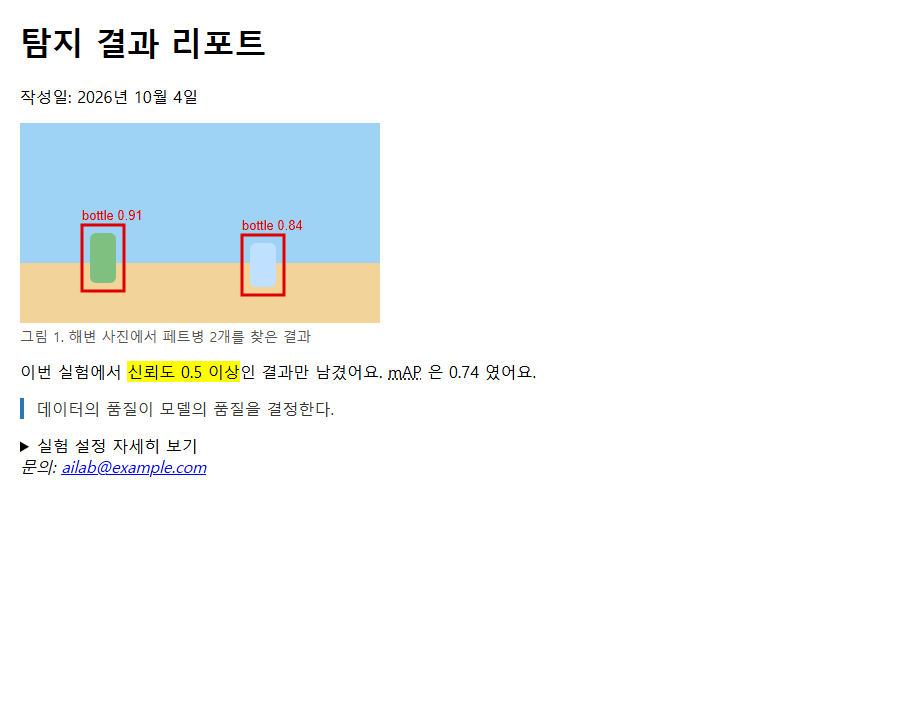 탐지 결과 리포트
작성일: 2026년 10월 4일
bottle 0.91
bottle 0.84
그림 1. 해변 사진에서 페트병 2개를 찾은 결과
이번 실험에서 신뢰도 0.5 이상인 결과만 남겼어요. mAP 은 0.74 였어요.
데이터의 품질이 모델의 품질을 결정한다.
▶ 실험 설정 자세히 보기
문의: ailab@example.com